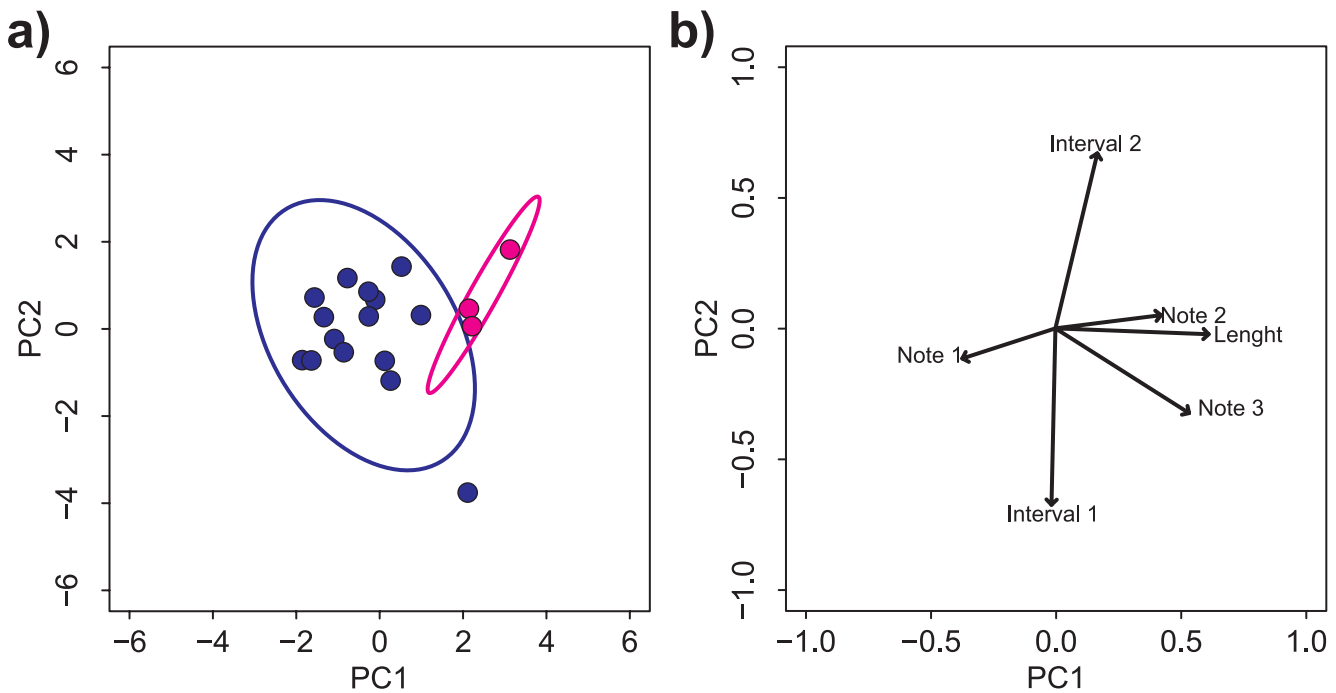 a)
6
4
2
0
−2
−4
−6
PC2
−6 −4 −2 0 2 4 6
PC1
b)
1.0
0.5
0.0
−0.5
−1.0
PC2
Interval 2
Note 2
Lenght
Note 1
Note 3
Interval 1
−1.0 −0.5 0.0 0.5 1.0
PC1